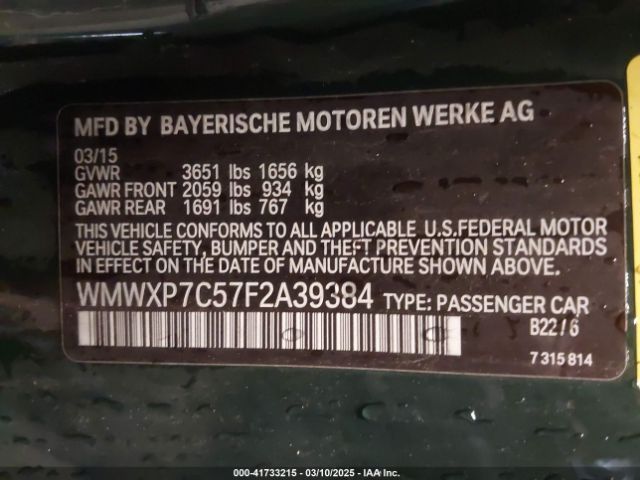 MFD BY BAYERISCHE MOTOREN WERKE AG
03/15
GVWR 3651 lbs 1656 kg
GAWR FRONT 2059 lbs 934 kg
GAWR REAR 1691 lbs 767 kg
THIS VEHICLE CONFORMS TO ALL APPLICABLE U.S.FEDERAL MOTOR
VEHICLE SAFETY, BUMPER AND THEFT PREVENTION STANDARDS
IN EFFECT ON THE DATE OF MANUFACTURE SHOWN ABOVE.
WMWXP7C57F2A39384 TYPE: PASSENGER CAR
B22/6
7 315 814
000-41733215 - 03/10/2025 - IAAI Inc.